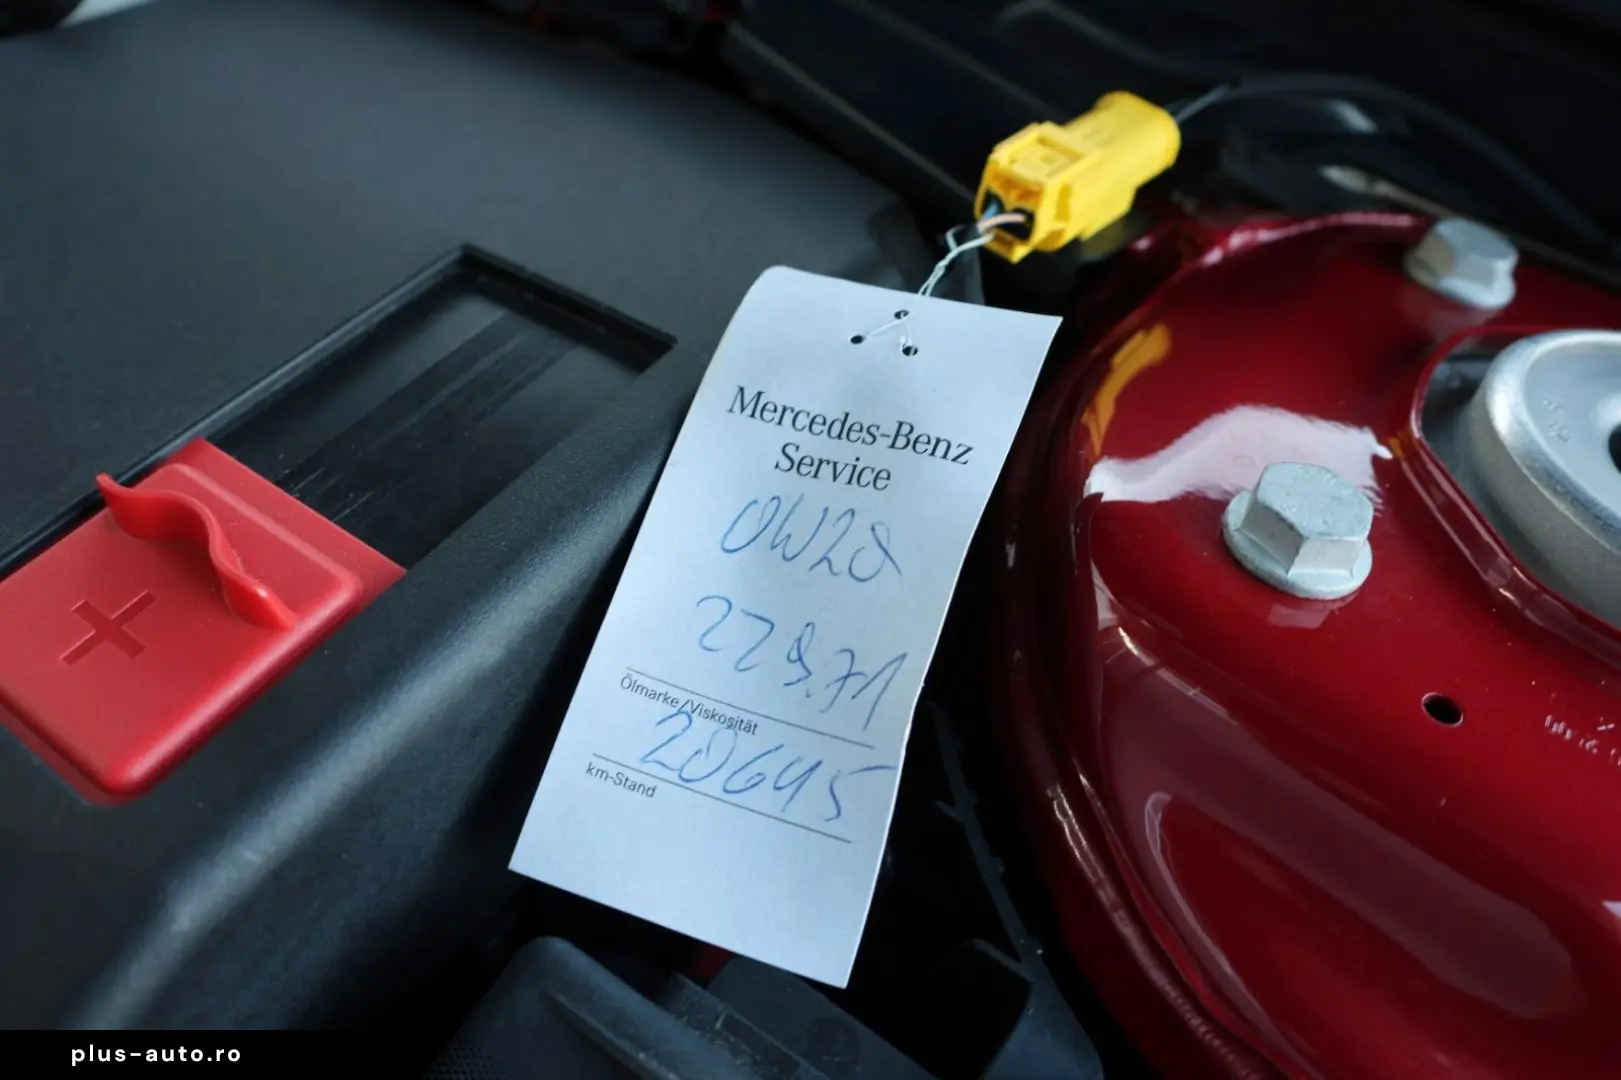 Mercedes-Benz
Service
0W20
229.71
Ölmarke/Viskosität
20645
km-Stand
plus-auto.ro